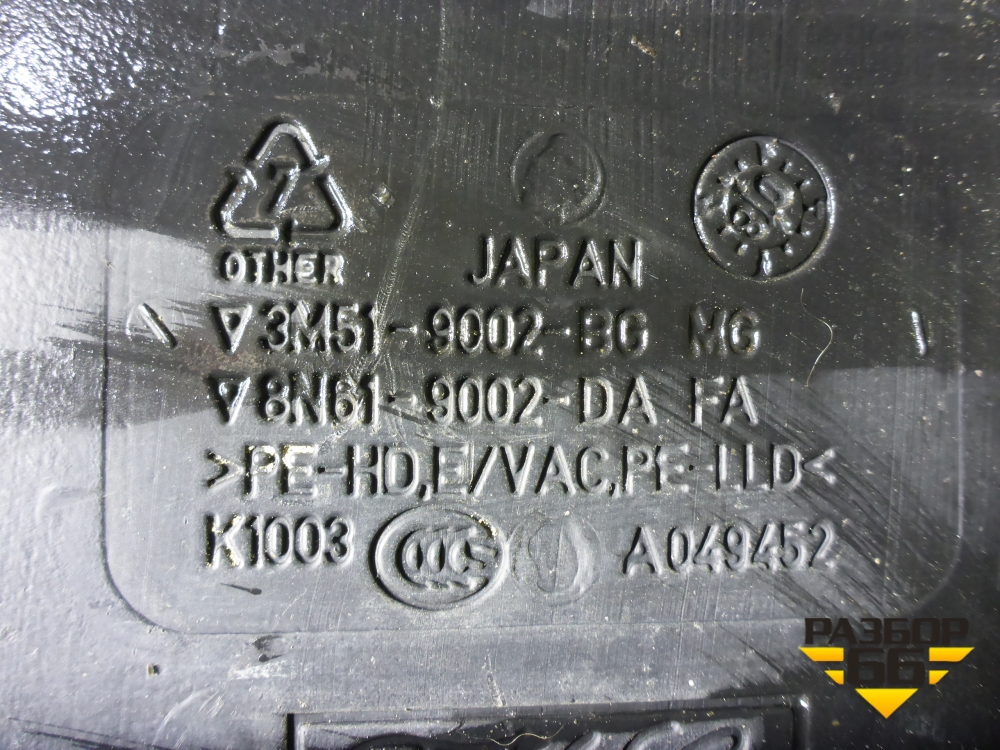 7
OTHER
JAPAN
3M51-9002-BG MG
8N61-9002-DA FA
>PE-HD,E/VAC,PE-LLD<
K1003
CCC S
A049452
РАЗБОР
66